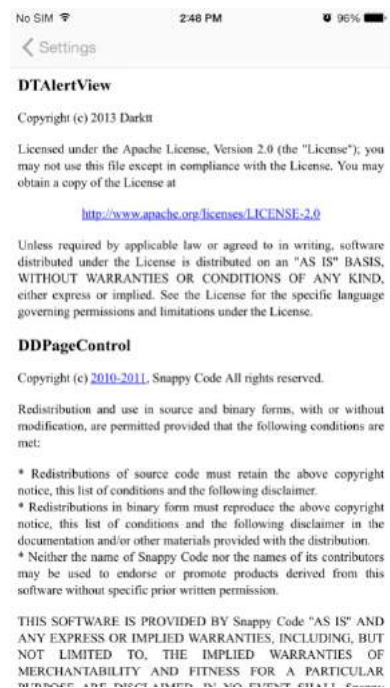 No SIM 2:48 PM 96%
Settings
DTAlertView
Copyright (c) 2013 Darktt
Licensed under the Apache License, Version 2.0 (the "License"); you
may not use this file except in compliance with the License. You may
obtain a copy of the License at
http://www.apache.org/licenses/LICENSE-2.0
Unless required by applicable law or agreed to in writing, software
distributed under the License is distributed on an "AS IS" BASIS,
WITHOUT WARRANTIES OR CONDITIONS OF ANY KIND,
either express or implied. See the License for the specific language
governing permissions and limitations under the License.
DDPageControl
Copyright (c) 2010-2011, Snappy Code All rights reserved.
Redistribution and use in source and binary forms, with or without
modification, are permitted provided that the following conditions are
met:
* Redistributions of source code must retain the above copyright
notice, this list of conditions and the following disclaimer.
* Redistributions in binary form must reproduce the above copyright
notice, this list of conditions and the following disclaimer in the
documentation and/or other materials provided with the distribution.
* Neither the name of Snappy Code nor the names of its contributors
may be used to endorse or promote products derived from this
software without specific prior written permission.
THIS SOFTWARE IS PROVIDED BY Snappy Code "AS IS" AND
ANY EXPRESS OR IMPLIED WARRANTIES, INCLUDING, BUT
NOT LIMITED TO, THE IMPLIED WARRANTIES OF
MERCHANTABILITY AND FITNESS FOR A PARTICULAR
PURPOSE ARE DISCLAIMED. IN NO EVENT SHALL Snappy